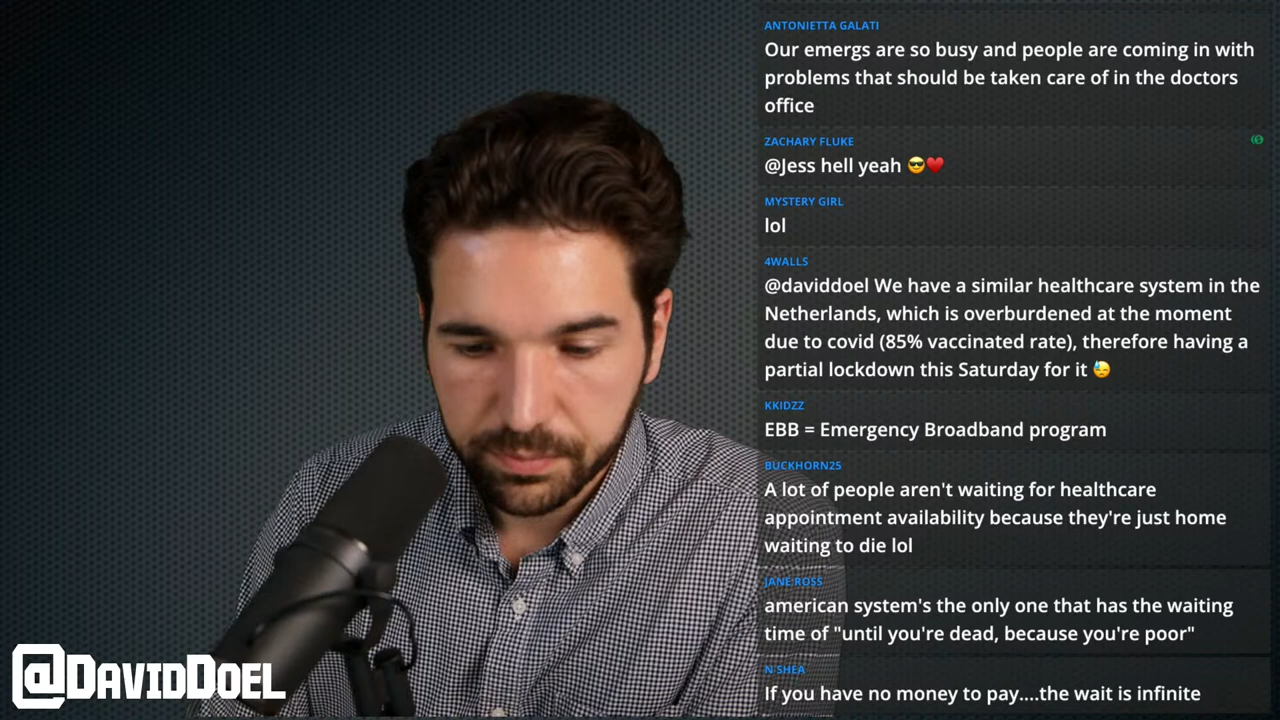 ANTONIETTA GALATI
Our emergs are so busy and people are coming in with
problems that should be taken care of in the doctors
office
ZACHARY FLUKE
@Jess hell yeah 😎♥️
MYSTERY GIRL
lol
4WALLS
@daviddoel We have a similar healthcare system in the
Netherlands, which is overburdened at the moment
due to covid (85% vaccinated rate), therefore having a
partial lockdown this Saturday for it 😓
KKIDZZ
EBB = Emergency Broadband program
BUCKHORN25
A lot of people aren't waiting for healthcare
appointment availability because they're just home
waiting to die lol
JANE ROSS
american system's the only one that has the waiting
time of "until you're dead, because you're poor"
N SHEA
If you have no money to pay....the wait is infinite
@DAVIDDOEL